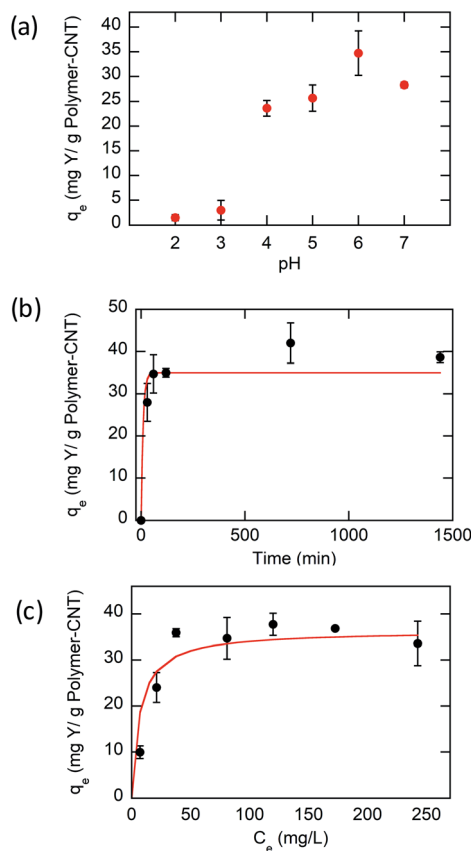 (a)
q_e (mg Y/ g Polymer-CNT)
40
35
30
25
20
15
10
5
0
2 3 4 5 6 7
pH
(b)
q_e (mg Y/ g Polymer-CNT)
50
40
30
20
10
0
0 500 1000 1500
Time (min)
(c)
q_e (mg Y/ g Polymer-CNT)
40
30
20
10
0
0 50 100 150 200 250
C_e (mg/L)